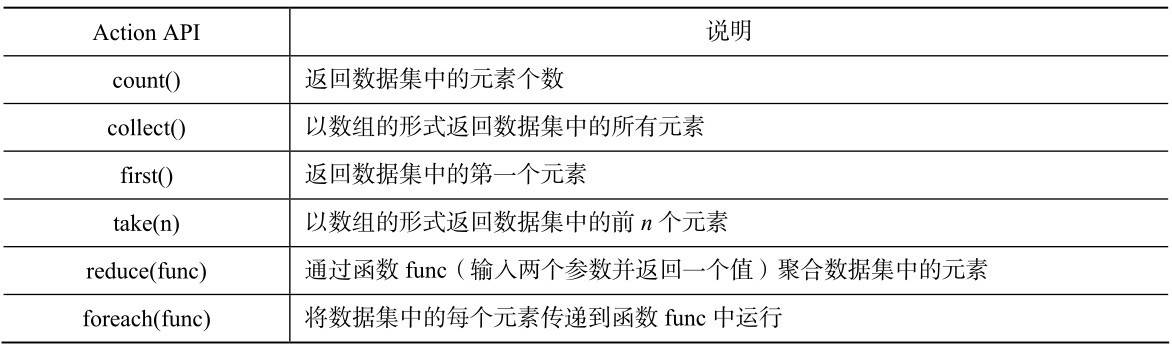 Action API 说明
count() 返回数据集中的元素个数
collect() 以数组的形式返回数据集中的所有元素
first() 返回数据集中的第一个元素
take(n) 以数组的形式返回数据集中的前 n 个元素
reduce(func) 通过函数 func（输入两个参数并返回一个值）聚合数据集中的元素
foreach(func) 将数据集中的每个元素传递到函数 func 中运行